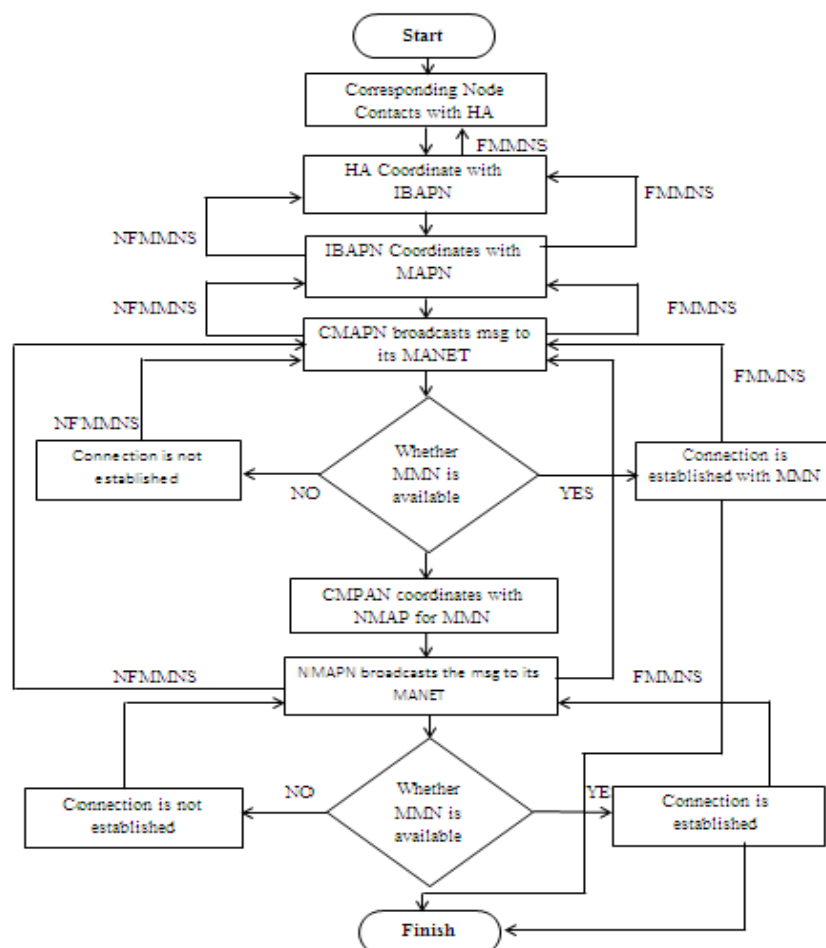 Start
Corresponding Node
Contacts with HA
FMMNS
HA Coordinate with
IBAPN
FMMNS
NFMMNS
IBAPN Coordinates with
MAPN
NFMMNS
FMMNS
CMAPN broadcasts msg to
its MANET
FMMNS
NFMMNS
Connection is not
established
Whether
MMN is
available
Connection is
established with MMN
NO
YES
CMPAN coordinates with
NMAP for MMN
NFMMNS
NMAPN broadcasts the msg to its
MANET
FMMNS
Connection is not
established
NO
Whether
MMN is
available
YES
Connection is
established
Finish